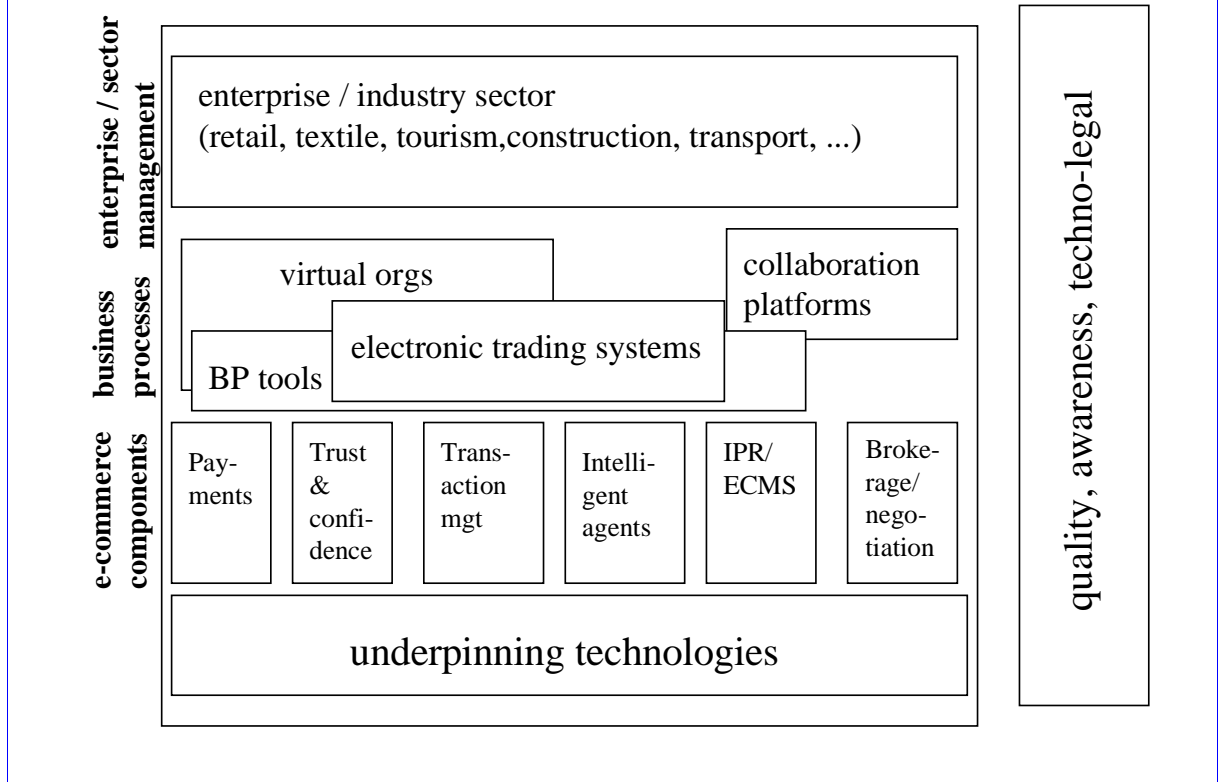 enterprise / sector
management
enterprise / industry sector
(retail, textile, tourism,construction, transport, ...)
business
processes
virtual orgs
collaboration
platforms
electronic trading systems
BP tools
e-commerce
components
Pay-
ments
Trust
&
confi-
dence
Trans-
action
mgt
Intelli-
gent
agents
IPR/
ECMS
Broke-
rage/
nego-
tiation
underpinning technologies
quality, awareness, techno-legal